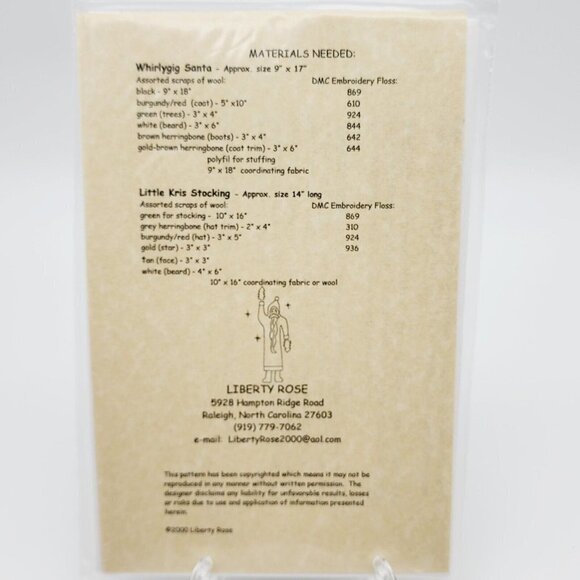 MATERIALS NEEDED:
Whirlygig Santa - Approx. size 9" x 17"
Assorted scraps of wool: DMC Embroidery Floss:
black - 9" x 18" 869
burgundy/red (coat) - 5" x10" 610
green (trees) - 3" x 4" 924
white (beard) - 3" x 6" 844
brown herringbone (boots) - 3" x 4" 642
gold-brown herringbone (coat trim) - 3" x 6" 644
polyfil for stuffing
9" x 18" coordinating fabric
Little Kris Stocking - Approx. size 14" long
Assorted scraps of wool: DMC Embroidery Floss:
green for stocking - 10" x 16" 869
grey herringbone (hat trim) - 2" x 4" 310
burgundy/red (hat) - 3" x 5" 924
gold (star) - 3" x 3" 936
tan (face) - 3" x 3"
white (beard) - 4" x 6"
10" x 16" coordinating fabric or wool
LIBERTY ROSE
5928 Hampton Ridge Road
Raleigh, North Carolina 27603
(919) 779-7062
e-mail: LibertyRose2000@aol.com
This pattern has been copyrighted which means it may not be
reproduced in any manner without written permission. The
designer disclaims any liability for unfavorable results, losses
or risks due to use and application of information presented
herein.
©2000 Liberty Rose